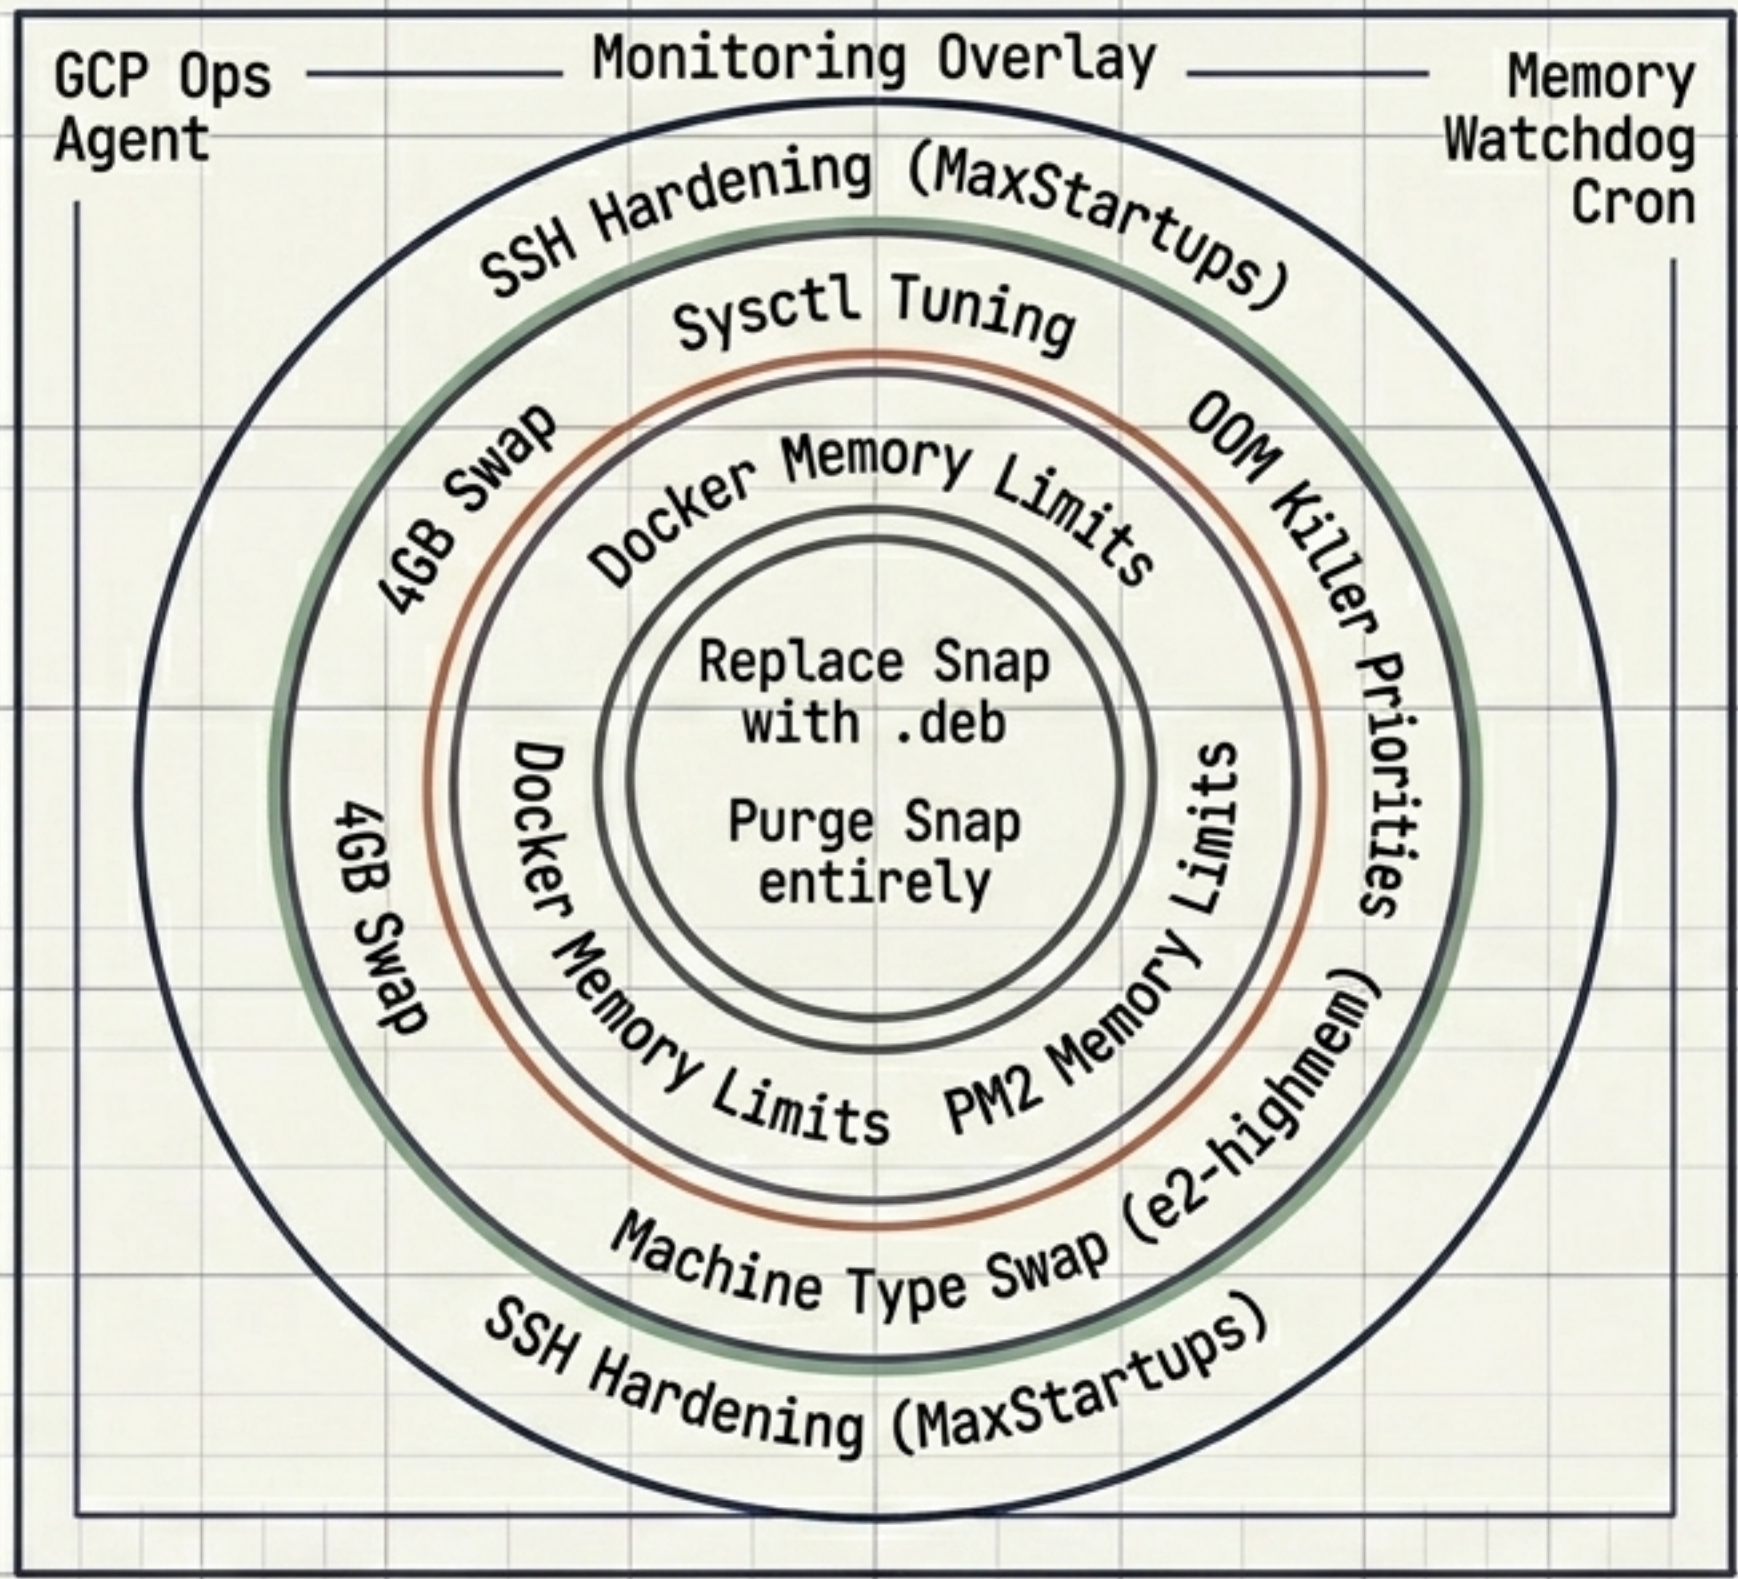 GCP Ops
Agent
Monitoring Overlay
Memory
Watchdog
Cron
SSH Hardening (MaxStartups)
Sysctl Tuning
4GB Swap
OOM Killer Priorities
Docker Memory Limits
Replace Snap
with .deb
Purge Snap
entirely
4GB Swap
Docker Memory Limits
PM2 Memory Limits
Machine Type Swap (e2-highmem)
SSH Hardening (MaxStartups)